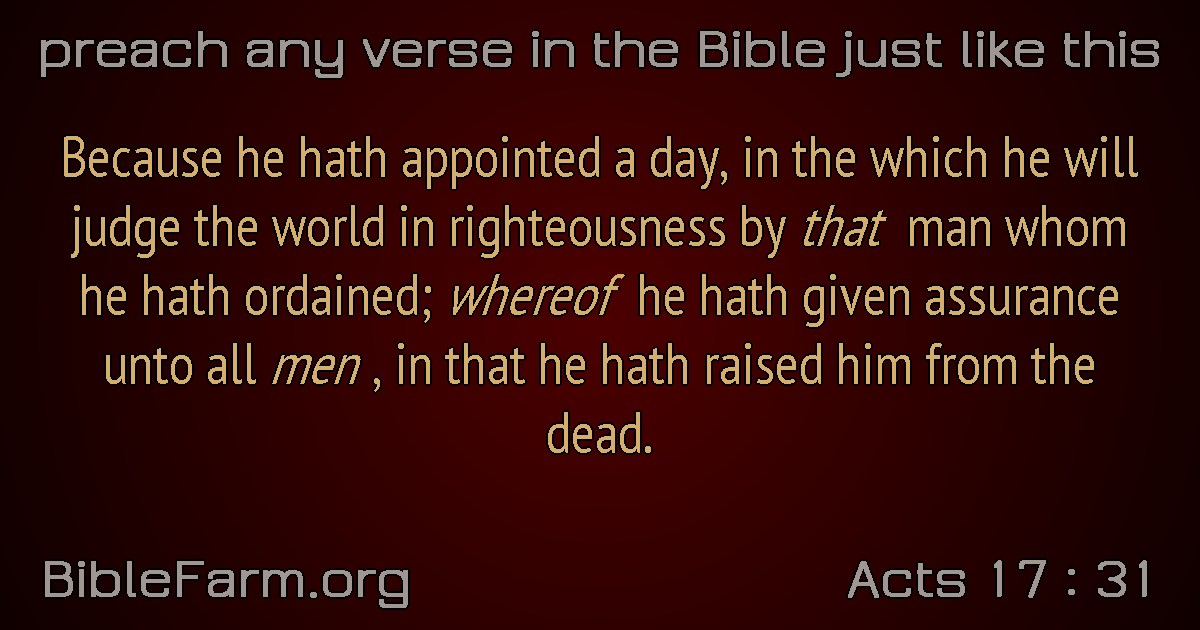 preach any verse in the Bible just like this
Because he hath appointed a day, in the which he will
judge the world in righteousness by that man whom
he hath ordained; whereof he hath given assurance
unto all men , in that he hath raised him from the
dead.
BibleFarm.org
Acts 17 : 31